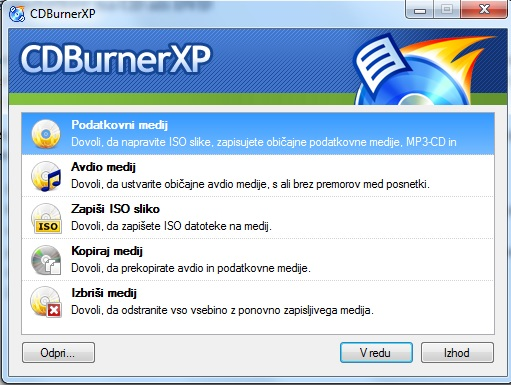 CDBurnerXP
CDBurnerXP
Podatkovni medij
Dovoli, da napravite ISO slike, zapisujete običajne podatkovne medije, MP3-CD in
Avdio medij
Dovoli, da ustvarite običajne avdio medije, s ali brez premorov med posnetki.
Zapiši ISO sliko
Dovoli, da zapišete ISO datoteke na medij.
ISO
Kopiraj medij
Dovoli, da prekopirate avdio in podatkovne medije.
Izbriši medij
Dovoli, da odstranite vso vsebino z ponovno zapisljivega medija.
Odpri...
V redu
Izhod